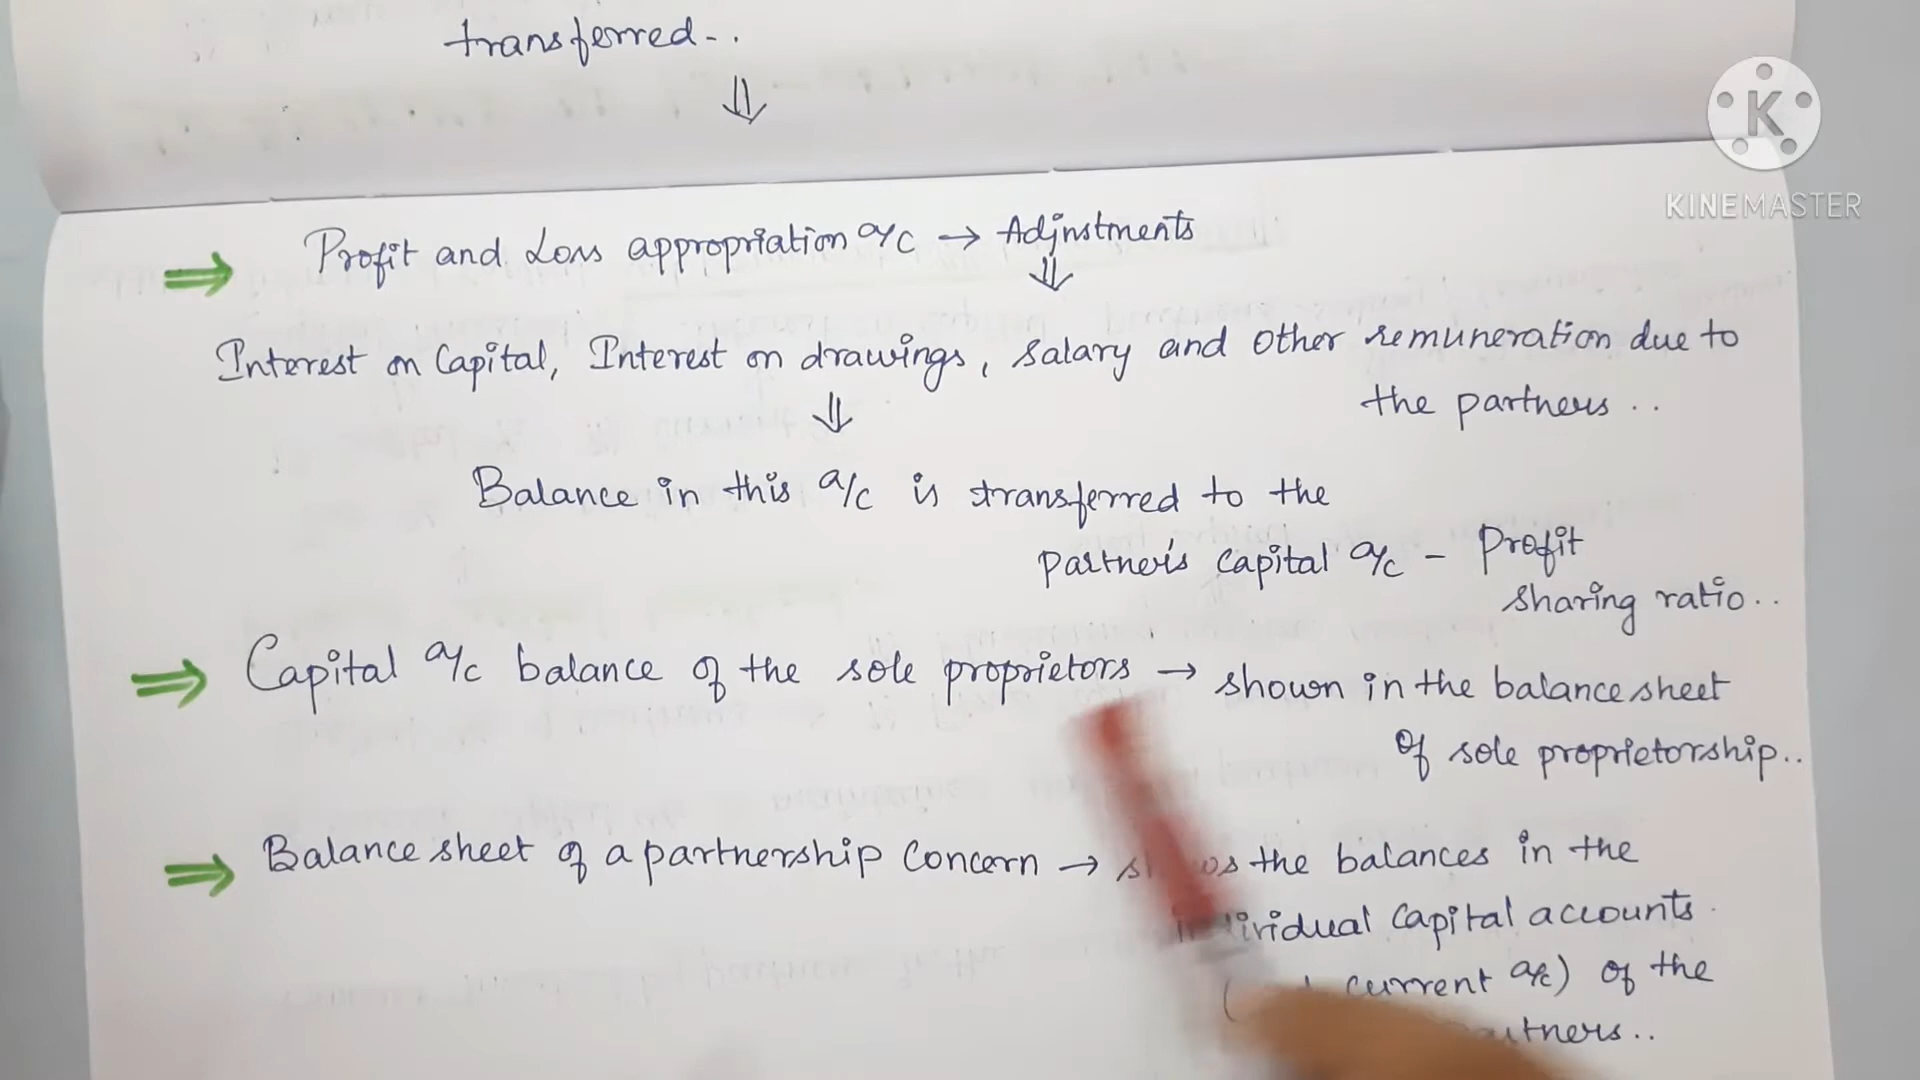 transferred..
Profit and Loss appropriation a/c → Adjustments
Interest on Capital, Interest on drawings, salary and other remuneration due to
the partners ..
Balance in this a/c is transferred to the
partner's capital a/c - Profit
sharing ratio..
Capital a/c balance of the sole proprietors → shown in the balance sheet
of sole proprietorship..
Balance sheet of a partnership concern → the balances in the
capital accounts.
current a/c) of the
KINEMASTER